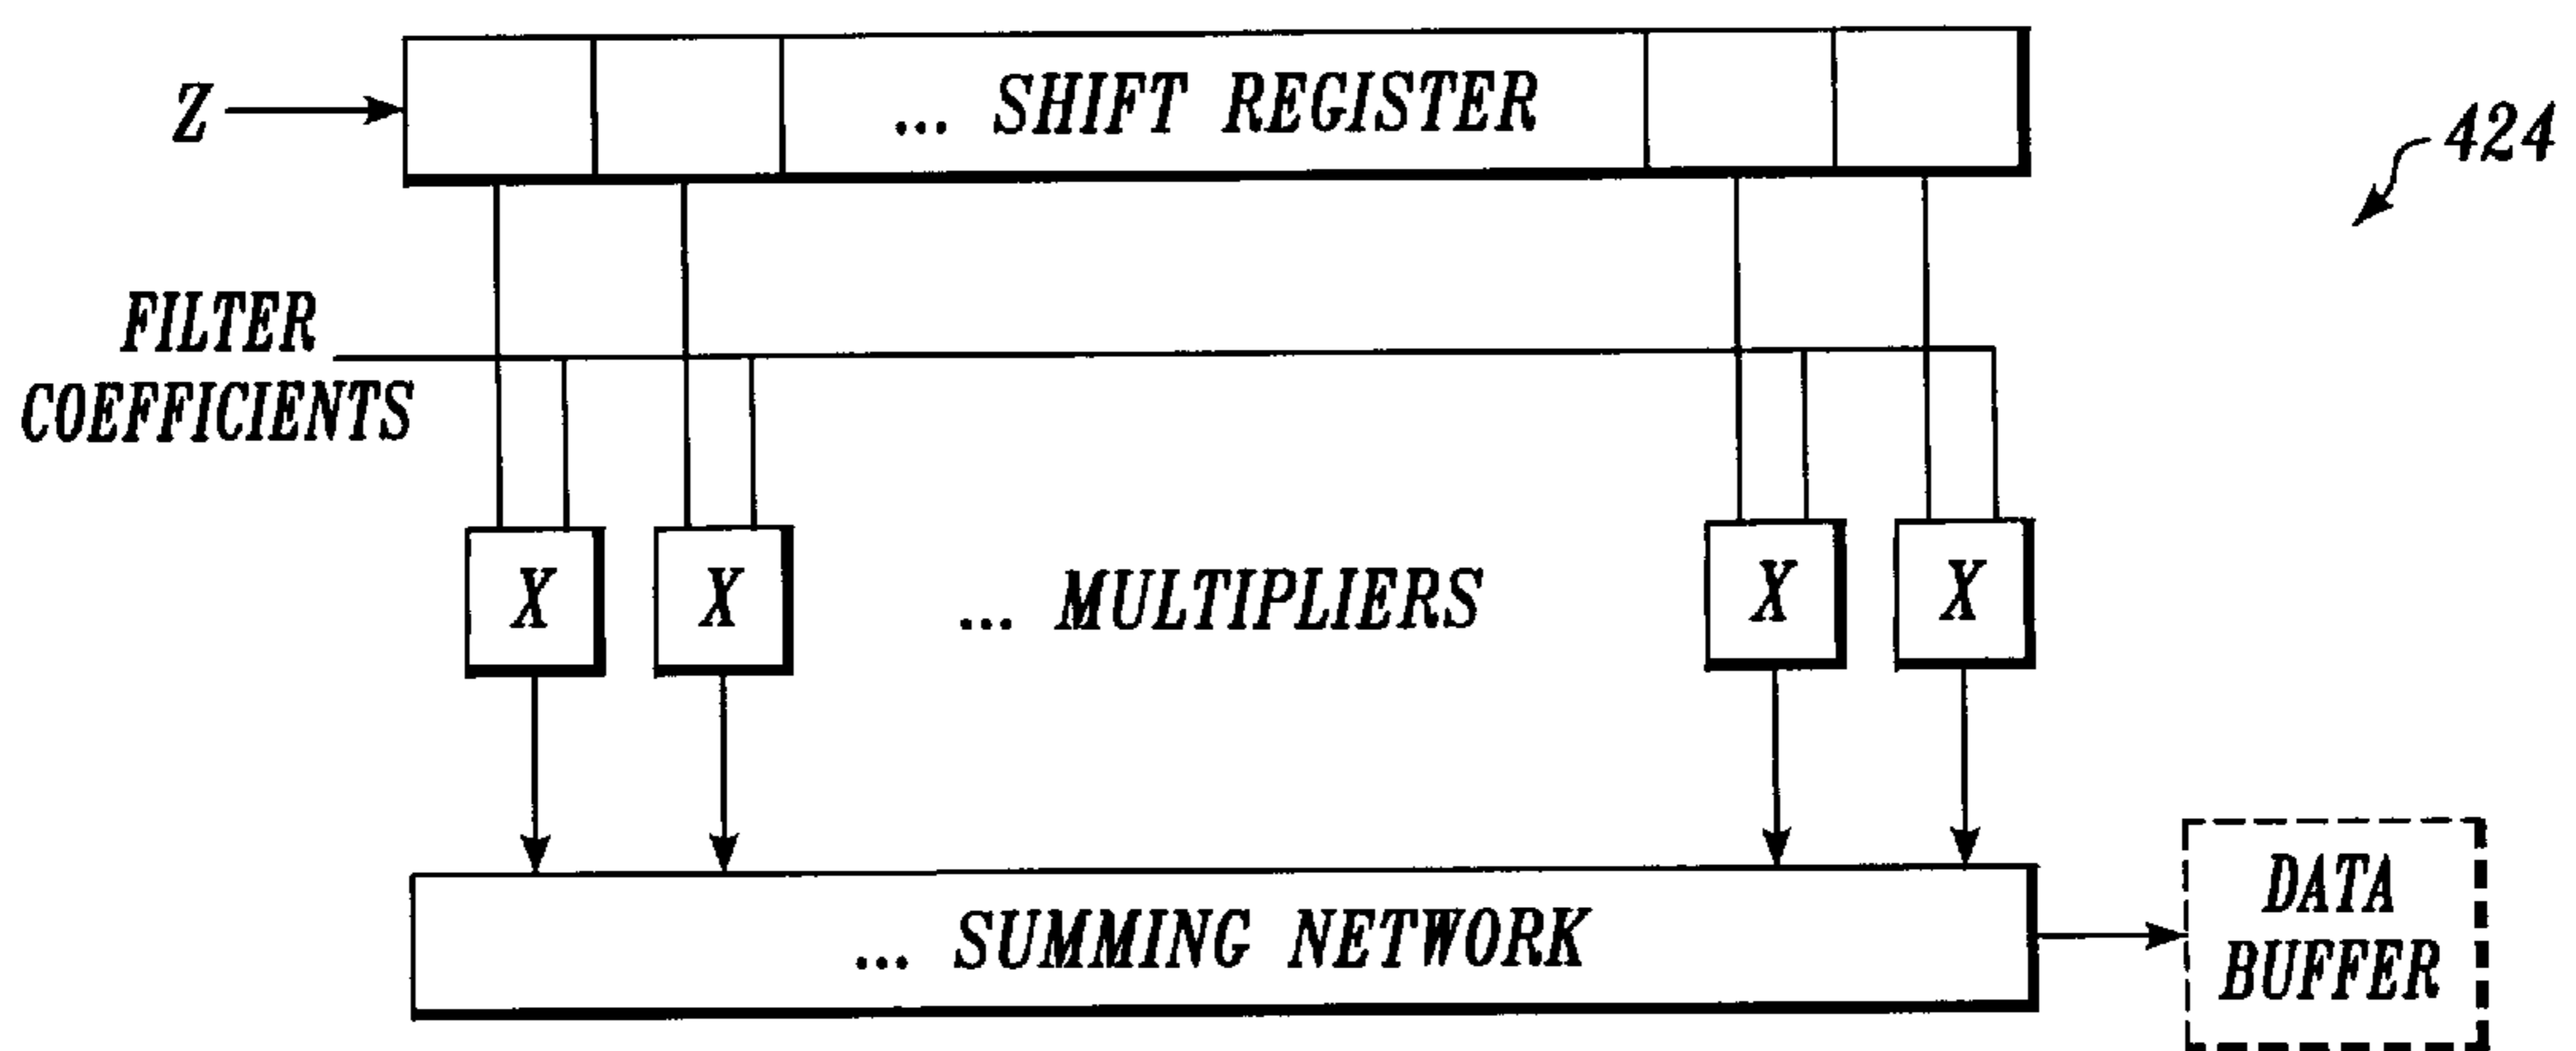 Z
... SHIFT REGISTER
424
FILTER
COEFFICIENTS
X
X
... MULTIPLIERS
X
X
... SUMMING NETWORK
DATA
BUFFER